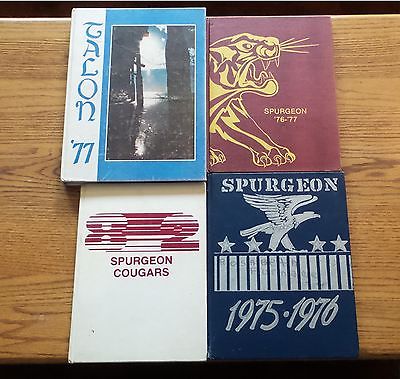 TALON
'77
SPURGEON
'76-'77
82
SPURGEON
COUGARS
SPURGEON
1975·1976